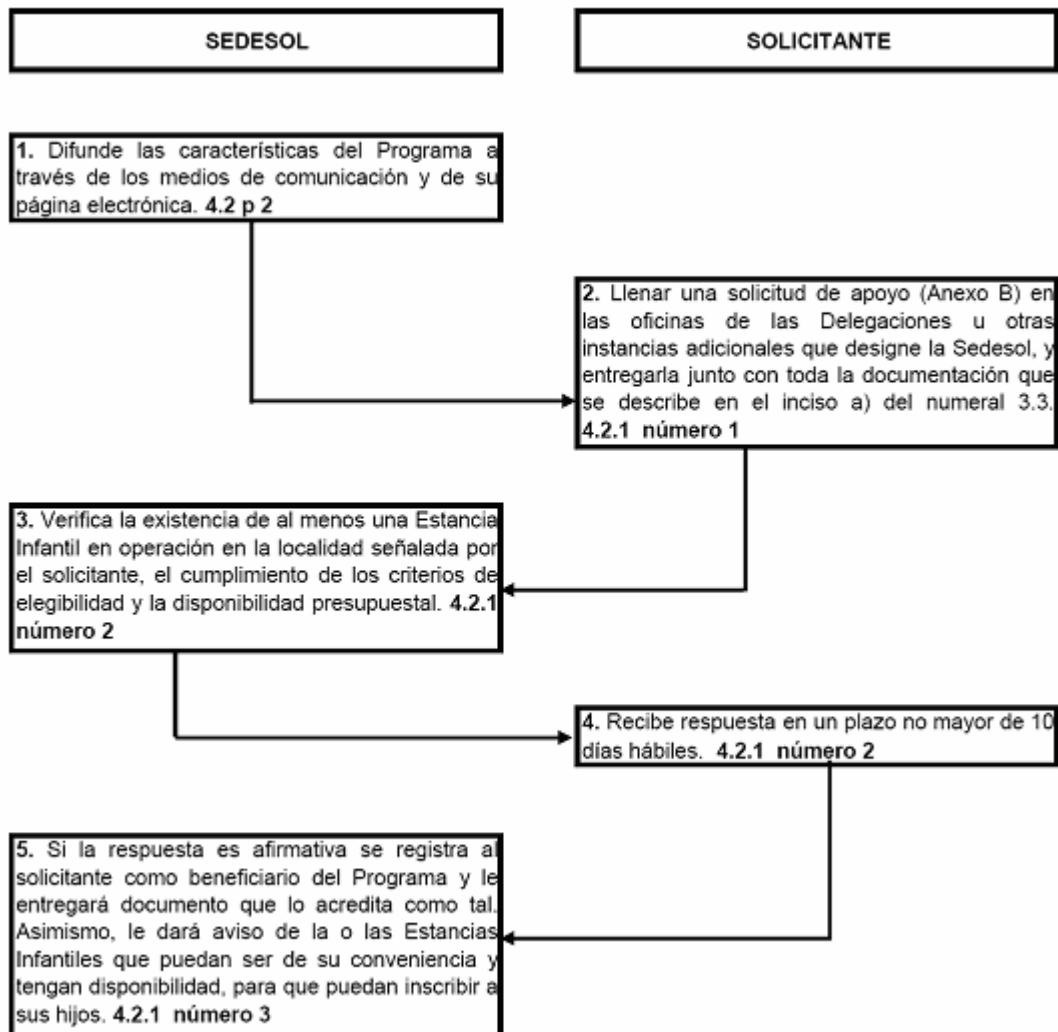 SEDESOL
SOLICITANTE
1. Difunde las características del Programa a
través de los medios de comunicación y de su
página electrónica. 4.2 p 2
2. Llenar una solicitud de apoyo (Anexo B) en
las oficinas de las Delegaciones u otras
instancias adicionales que designe la Sedesol, y
entregarla junto con toda la documentación que
se describe en el inciso a) del numeral 3.3.
4.2.1 número 1
3. Verifica la existencia de al menos una Estancia
Infantil en operación en la localidad señalada por
el solicitante, el cumplimiento de los criterios de
elegibilidad y la disponibilidad presupuestal. 4.2.1
número 2
4. Recibe respuesta en un plazo no mayor de 10
días hábiles. 4.2.1 número 2
5. Si la respuesta es afirmativa se registra al
solicitante como beneficiario del Programa y le
entregará documento que lo acredita como tal.
Asimismo, le dará aviso de la o las Estancias
Infantiles que puedan ser de su conveniencia y
tengan disponibilidad, para que puedan inscribir a
sus hijos. 4.2.1 número 3